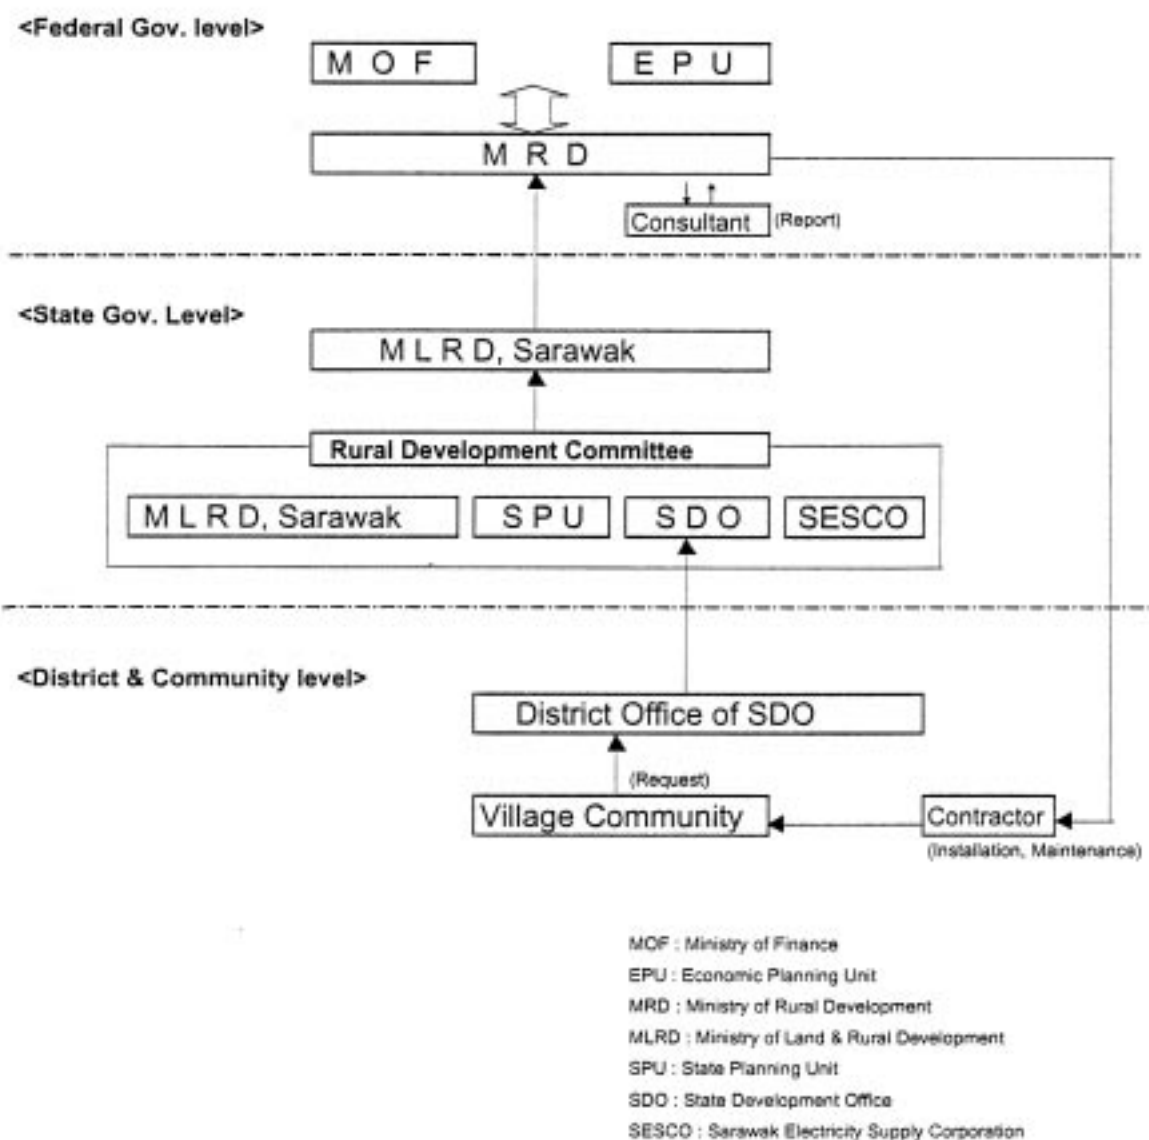 <Federal Gov. level>
M O F
E P U
M R D
Consultant
(Report)
<State Gov. Level>
M L R D, Sarawak
Rural Development Committee
M L R D, Sarawak
S P U
S D O
SESCO
<District & Community level>
District Office of SDO
(Request)
Village Community
Contractor
(Installation, Maintenance)
MOF : Ministry of Finance
EPU : Economic Planning Unit
MRD : Ministry of Rural Development
MLRD : Ministry of Land & Rural Development
SPU : State Planning Unit
SDO : State Development Office
SESCO : Sarawak Electricity Supply Corporation